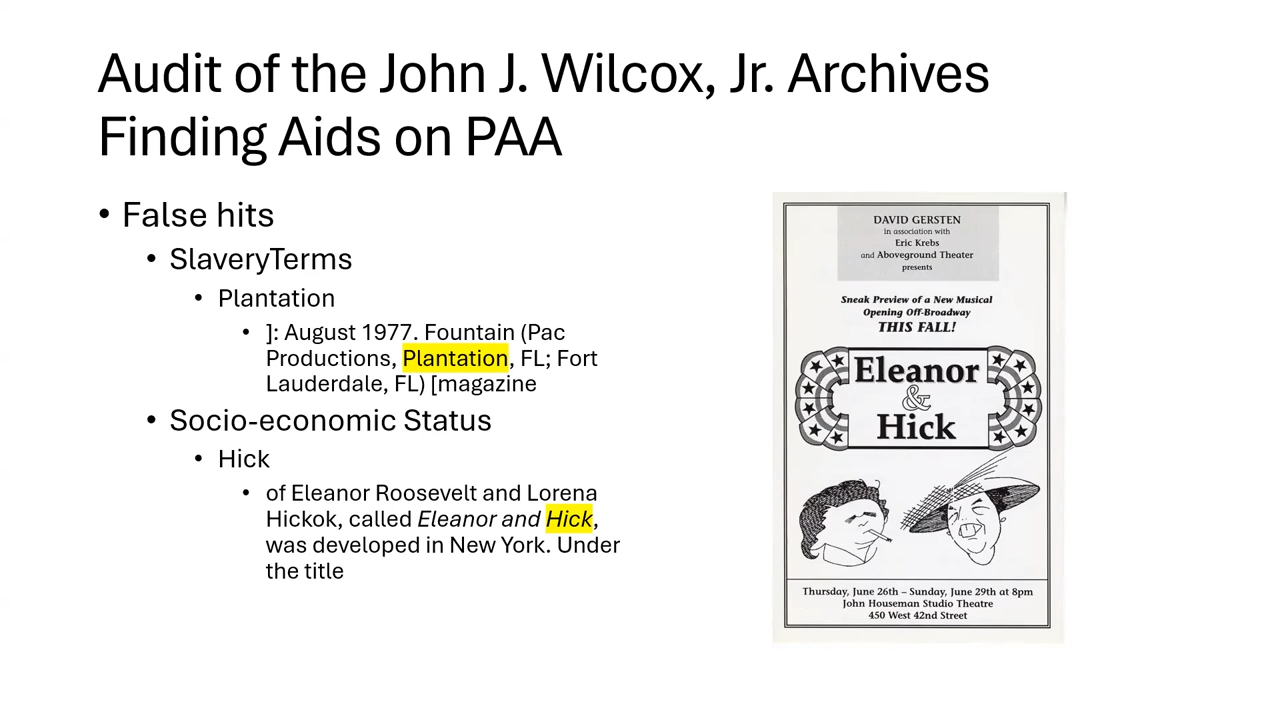 Audit of the John J. Wilcox, Jr. Archives
Finding Aids on PAA
• False hits
• SlaveryTerms
• Plantation
• ]: August 1977. Fountain (Pac
Productions, Plantation, FL; Fort
Lauderdale, FL) [magazine
• Socio-economic Status
• Hick
• of Eleanor Roosevelt and Lorena
Hickok, called Eleanor and Hick,
was developed in New York. Under
the title
DAVID GERSTEN
in association with
Eric Krebs
and Aboveground Theater
presents
Sneak Preview of a New Musical
Opening Off-Broadway
THIS FALL!
Eleanor
&
Hick
Thursday, June 26th – Sunday, June 29th at 8pm
John Houseman Studio Theatre
450 West 42nd Street